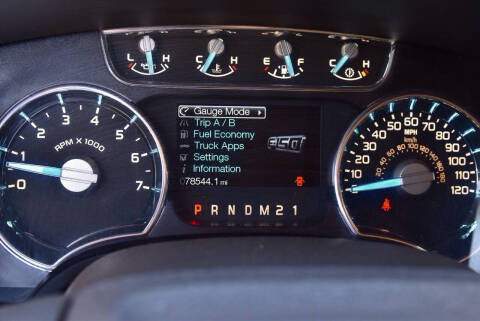 L H
C H
E F
C H
RPM X 1000
0 1 2 3 4 5 6 7
Gauge Mode
Trip A / B
Fuel Economy
Truck Apps
Settings
Information
78544.1 mi
F150
P R N D M 2 1
MPH
km/h
10 20 30 40 50 60 70 80 90 100 110 120